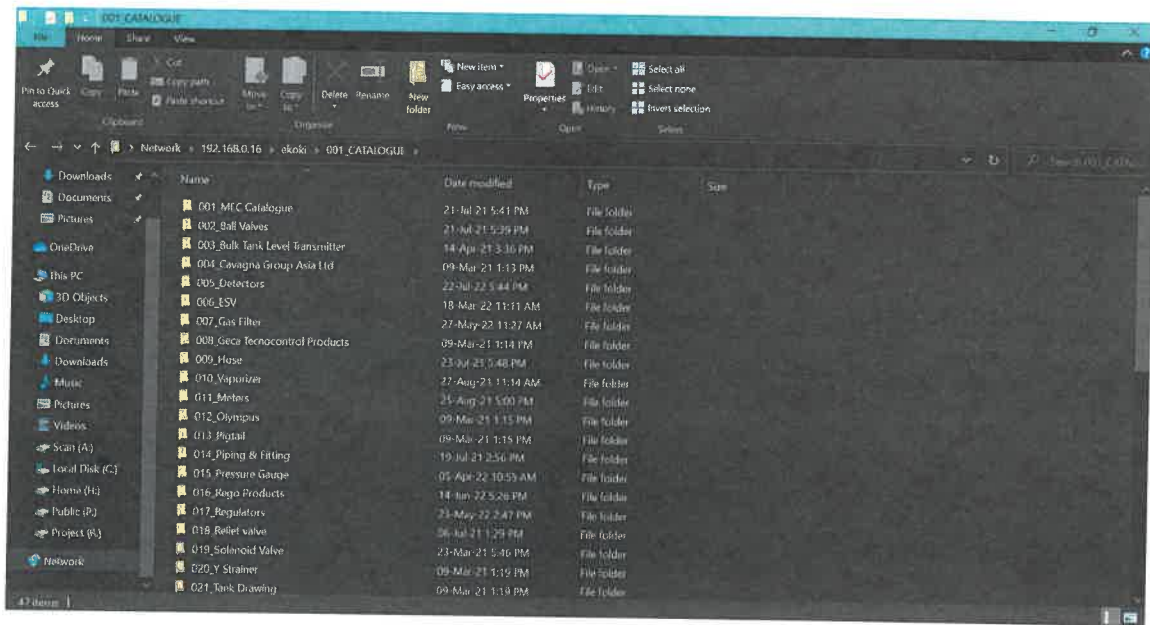 001_CATALOGUE
File Home Share View
Pin to Quick access
Copy
Paste
Cut
Copy path
Paste shortcut
Clipboard
Move to
Copy to
Delete
Rename
Organise
New folder
New item
Easy access
New
Properties
Open
Edit
History
Open
Select all
Select none
Invert selection
Select
Network 192.168.0.16 ekoki 001_CATALOGUE
Downloads
Documents
Pictures
OneDrive
This PC
3D Objects
Desktop
Documents
Downloads
Music
Pictures
Videos
Scan (A:)
Local Disk (C:)
Home (H:)
Public (P:)
Project (R:)
Network
Name Date modified Type Size
001_MEC Catalogue 21-Jul-21 5:41 PM File folder
002_Ball Valves 21-Jul-21 5:39 PM File folder
003_Bulk Tank Level Transmitter 14-Apr-21 3:36 PM File folder
004_Cavagna Group Asia Ltd 09-Mar-21 1:13 PM File folder
005_Detectors 22-Jul-22 5:44 PM File folder
006_ESV 18-Mar-22 11:11 AM File folder
007_Gas Filter 27-May-22 11:27 AM File folder
008_Geca Tecnocontrol Products 09-Mar-21 1:14 PM File folder
009_Hose 23-Jul-21 5:48 PM File folder
010_Vaporizer 27-Aug-21 11:14 AM File folder
011_Meters 25-Aug-21 5:00 PM File folder
012_Olympus 09-Mar-21 1:15 PM File folder
013_Pigtail 09-Mar-21 1:15 PM File folder
014_Piping & Fitting 19-Jul-21 2:56 PM File folder
015_Pressure Gauge 05-Apr-22 10:55 AM File folder
016_Rego Products 14-Jun-22 5:26 PM File folder
017_Regulators 23-May-22 2:47 PM File folder
018_Relief valve 06-Jul-21 1:29 PM File folder
019_Solenoid Valve 23-Mar-21 5:46 PM File folder
020_Y Strainer 09-Mar-21 1:19 PM File folder
021_Tank Drawing 09-Mar-21 1:19 PM File folder
42 items